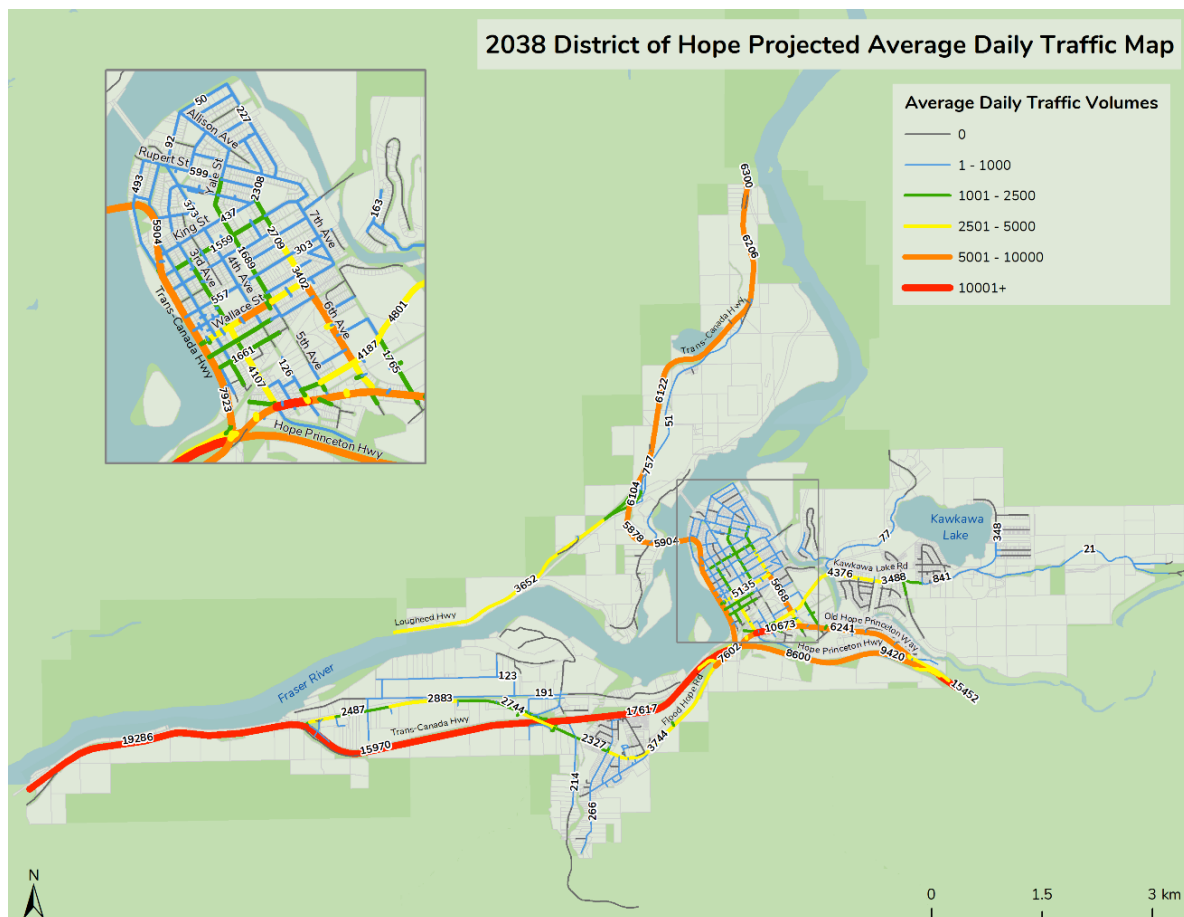 2038 District of Hope Projected Average Daily Traffic Map
Average Daily Traffic Volumes
0
1 - 1000
1001 - 2500
2501 - 5000
5001 - 10000
10001+
50
227
Allison Ave
92
Rupert St
599
Yale St
2308
493
373
437
King St
7th Ave
163
5904
1559
2709
303
3rd Ave
4th Ave
1689
3402
557
Wallace St
Trans-Canada Hwy
6th Ave
4801
1661
5th Ave
4187
1765
4107
126
7923
Hope Princeton Hwy
6300
6206
Trans-Canada Hwy
6122
51
757
6104
5878
5904
3652
Lougheed Hwy
Kawkawa
Lake
348
77
21
Kawkawa Lake Rd
4376
3488
841
5135
5668
Old Hope Princeton Way
10673
6241
Hope Princeton Hwy
7602
8600
9420
15452
Fraser River
123
191
2487
2883
2744
17617
Flood Hope Rd
Trans-Canada Hwy
19286
15970
2327
3744
214
266
N
0
1.5
3 km